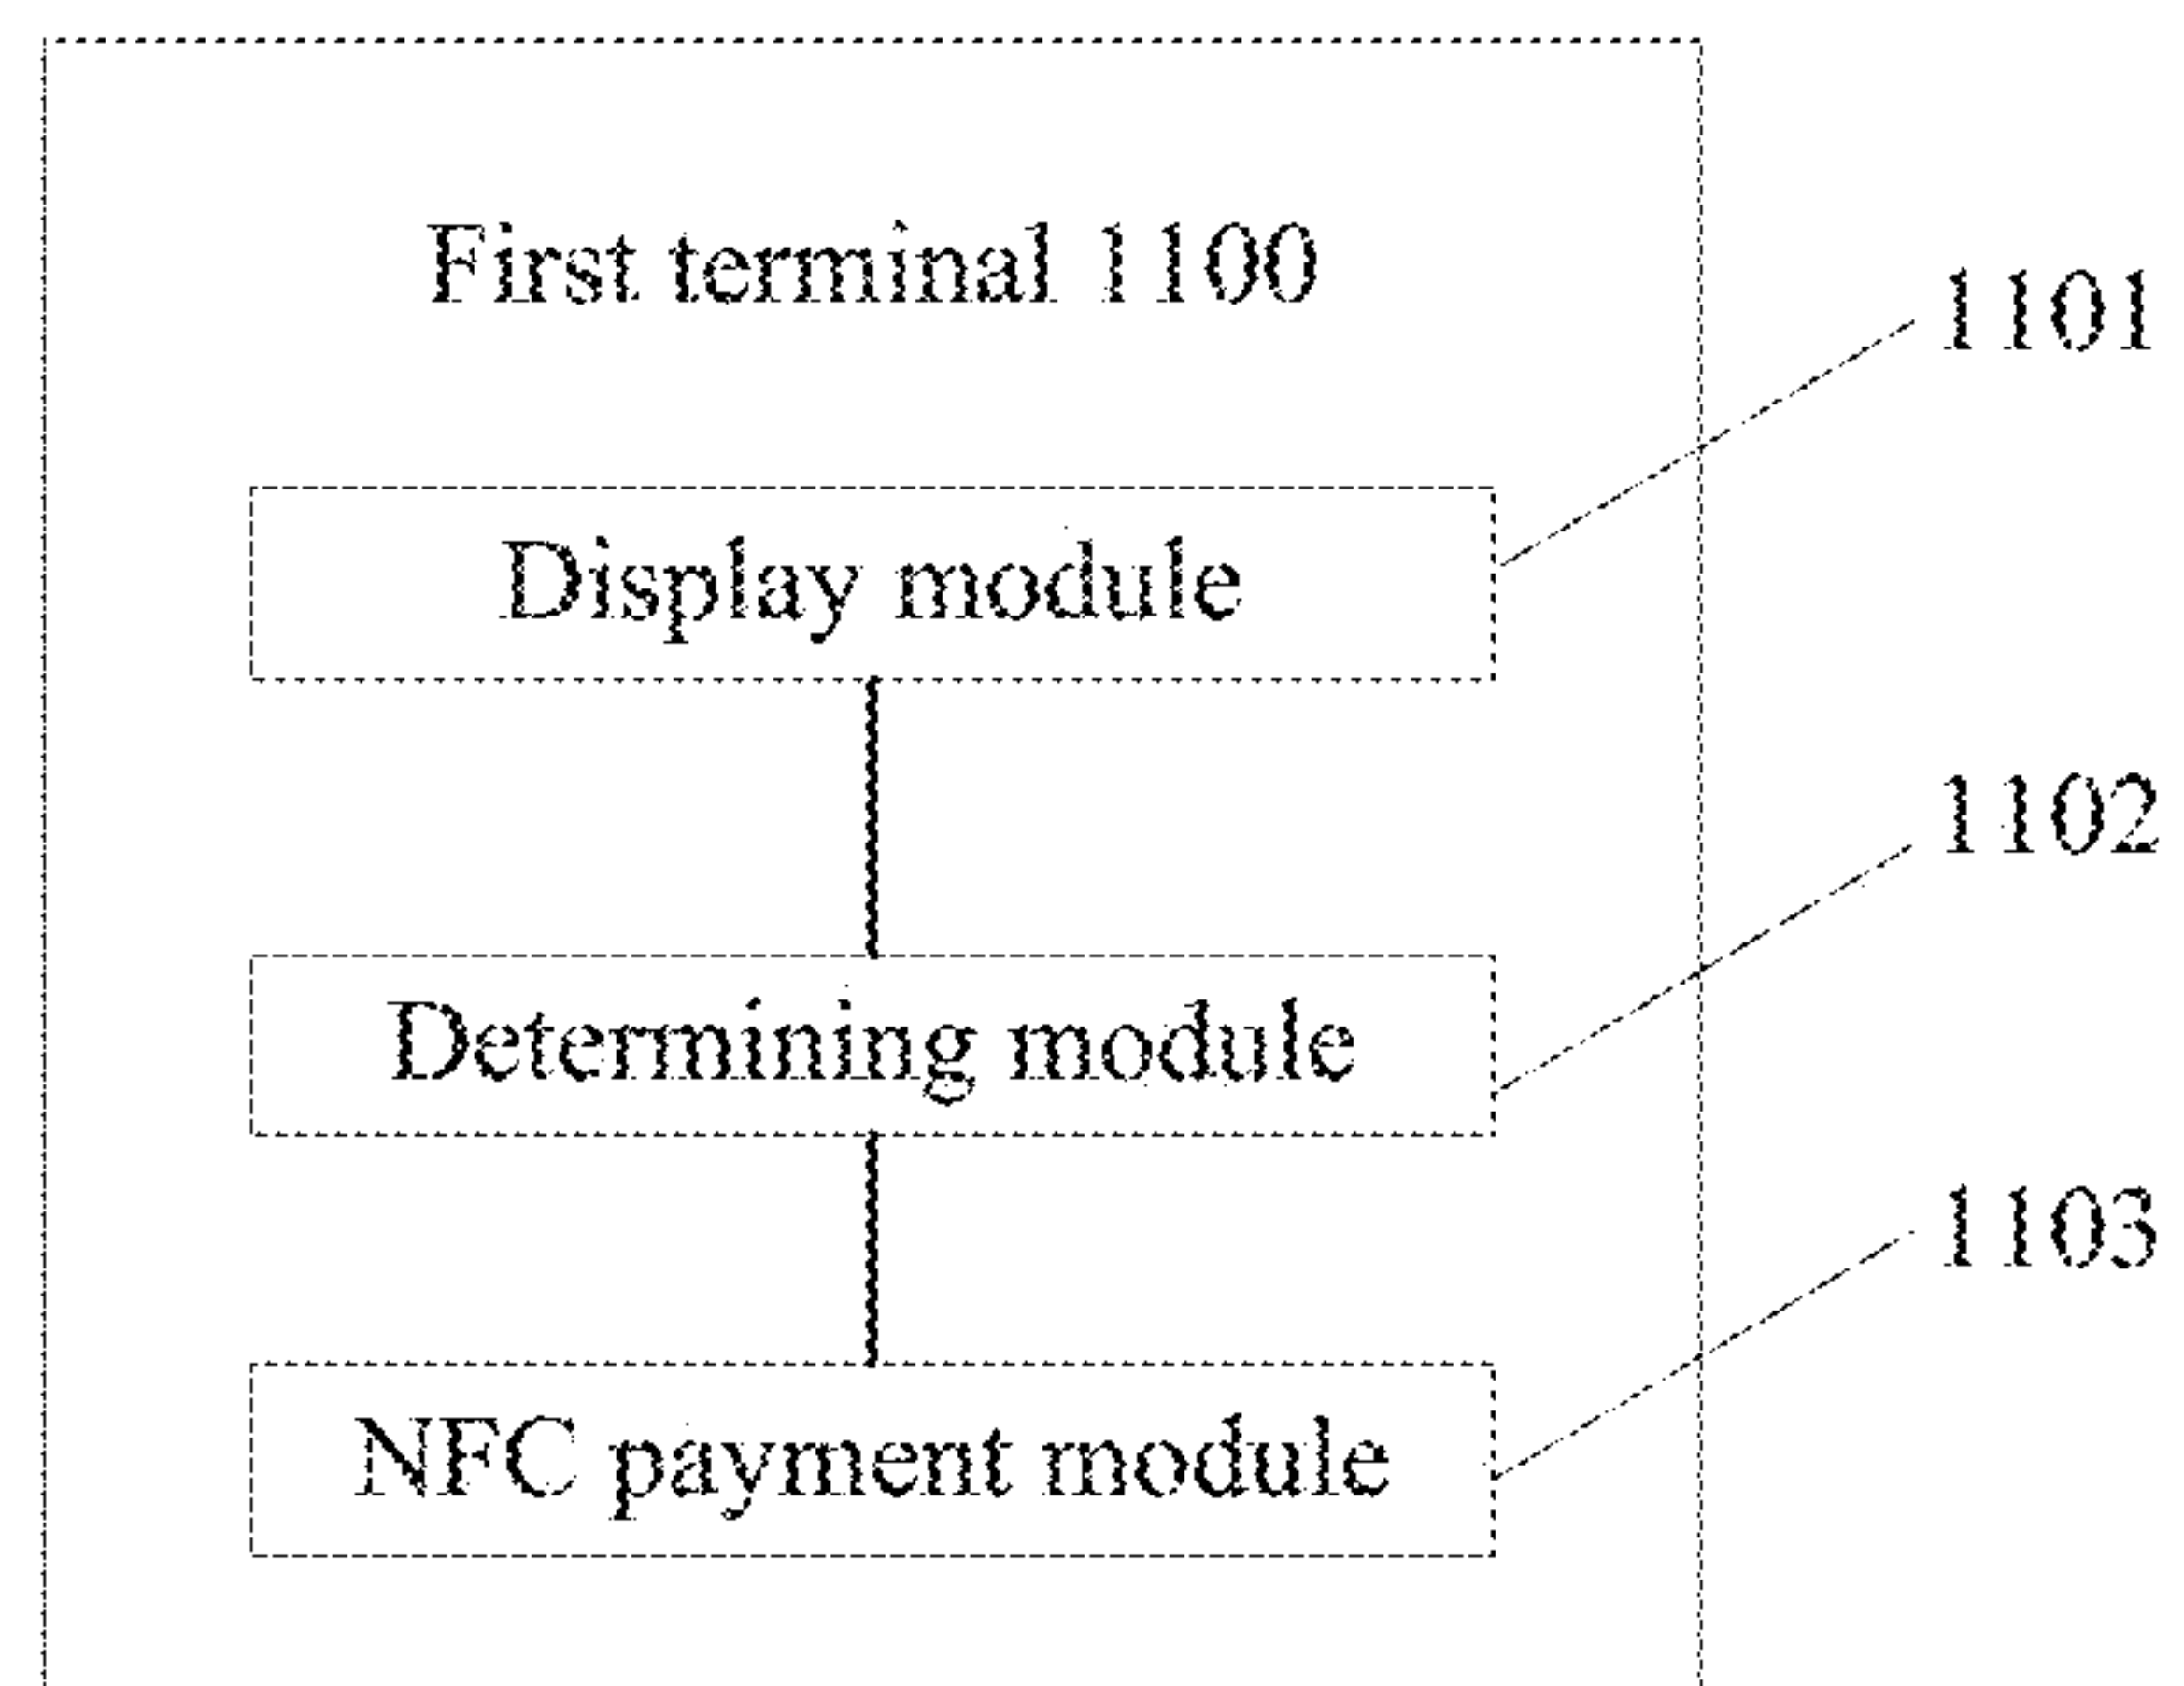 First terminal 1100
1101
Display module
1102
Determining module
1103
NFC payment module